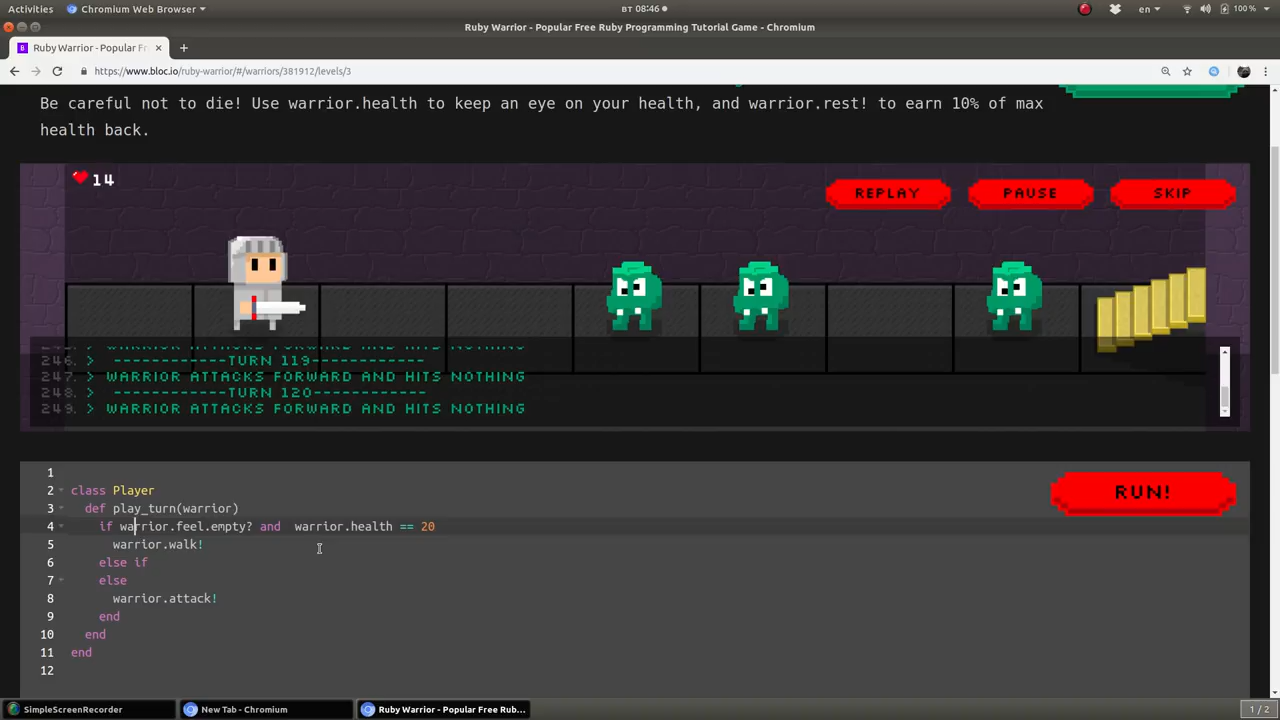 Activities Chromium Web Browser вт 08:46 en 100 %
Ruby Warrior - Popular Free Ruby Programming Tutorial Game - Chromium
Ruby Warrior - Popular Fr
https://www.bloc.io/ruby-warrior/#/warriors/381912/levels/3
Be careful not to die! Use warrior.health to keep an eye on your health, and warrior.rest! to earn 10% of max
health back.
14
REPLAY PAUSE SKIP
WARRIOR ATTACKS FORWARD AND HITS NOTHING
246. > ------------TURN 119------------
247. > WARRIOR ATTACKS FORWARD AND HITS NOTHING
248. > ------------TURN 120------------
249. > WARRIOR ATTACKS FORWARD AND HITS NOTHING
RUN!
1
2 class Player
3 def play_turn(warrior)
4 if warrior.feel.empty? and warrior.health == 20
5 warrior.walk!
6 else if
7 else
8 warrior.attack!
9 end
10 end
11 end
12
SimpleScreenRecorder New Tab - Chromium Ruby Warrior - Popular Free Rub... 1 / 2